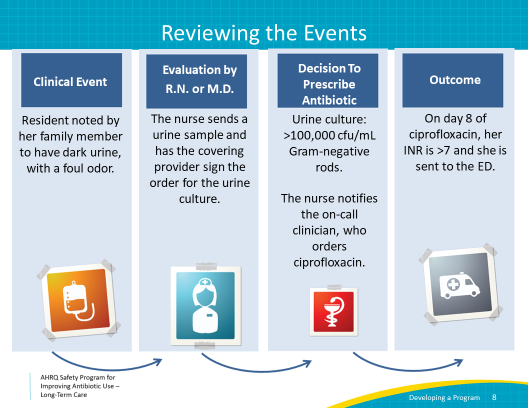 Reviewing the Events
Clinical Event
Resident noted by
her family member
to have dark urine,
with a foul odor.
Evaluation by
R.N. or M.D.
The nurse sends a
urine sample and
has the covering
provider sign the
order for the urine
culture.
Decision To
Prescribe
Antibiotic
Urine culture:
>100,000 cfu/mL
Gram-negative
rods.
The nurse notifies
the on-call
clinician, who
orders
ciprofloxacin.
Outcome
On day 8 of
ciprofloxacin, her
INR is >7 and she is
sent to the ED.
AHRQ Safety Program for
Improving Antibiotic Use –
Long-Term Care
Developing a Program 8